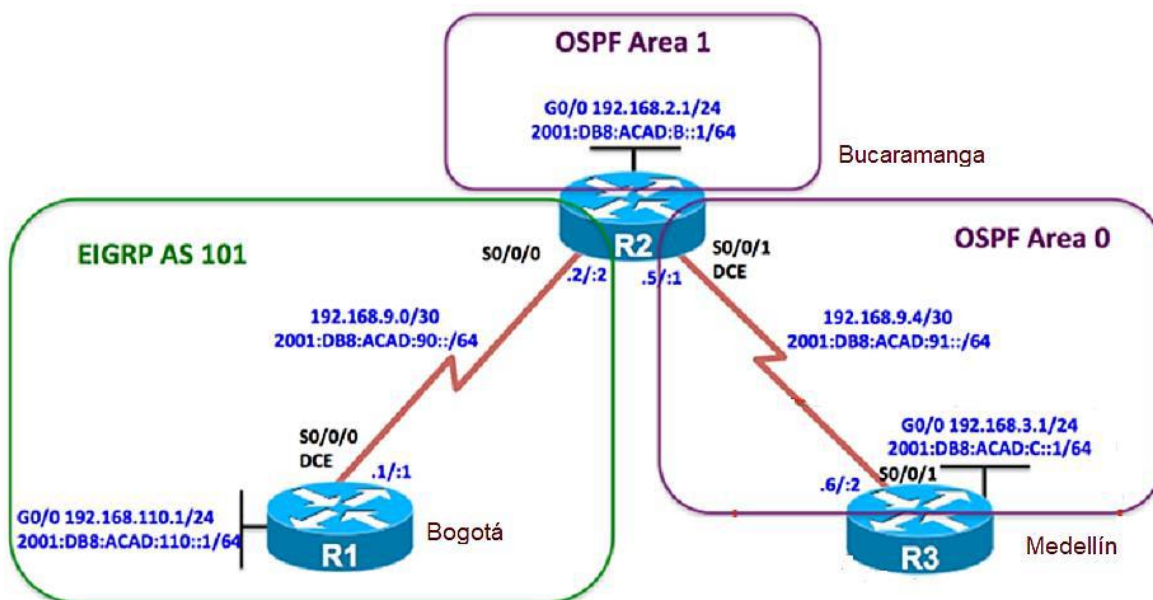 OSPF Area 1
G0/0 192.168.2.1/24
2001:DB8:ACAD:B::1/64
Bucaramanga
EIGRP AS 101
S0/0/0
R2
S0/0/1
DCE
OSPF Area 0
.2/:2
.5/:1
192.168.9.0/30
2001:DB8:ACAD:90::/64
192.168.9.4/30
2001:DB8:ACAD:91::/64
S0/0/0
DCE
G0/0 192.168.3.1/24
2001:DB8:ACAD:C::1/64
.1/:1
.6/:2
S0/0/1
G0/0 192.168.110.1/24
2001:DB8:ACAD:110::1/64
R1
Bogotá
R3
Medellín